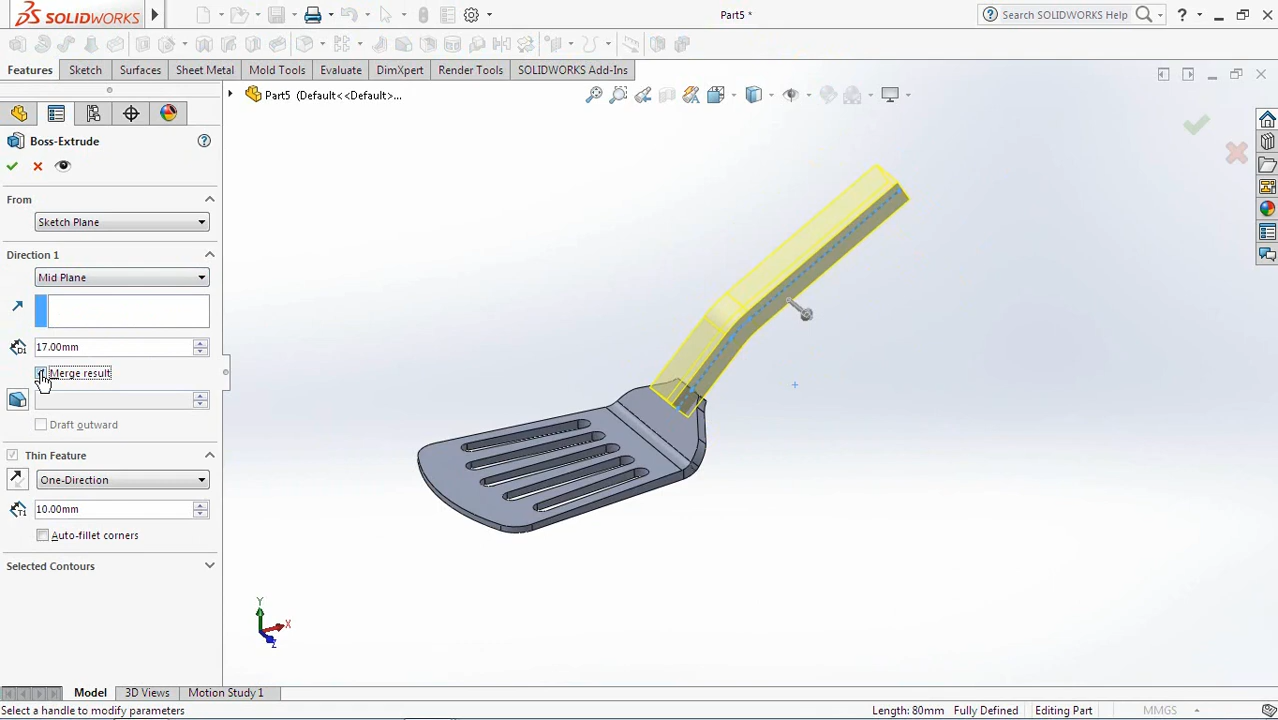 SOLIDWORKS
Part5 *
Search SOLIDWORKS Help
?
Features
Sketch
Surfaces
Sheet Metal
Mold Tools
Evaluate
DimXpert
Render Tools
SOLIDWORKS Add-Ins
Part5 (Default<<Default>...
Boss-Extrude
?
From
Sketch Plane
Direction 1
Mid Plane
D1
17.00mm
Merge result
Draft outward
Thin Feature
One-Direction
T1
10.00mm
Auto-fillet corners
Selected Contours
Y
X
Z
Model
3D Views
Motion Study 1
Select a handle to modify parameters
Length: 80mm
Fully Defined
Editing Part
MMGS